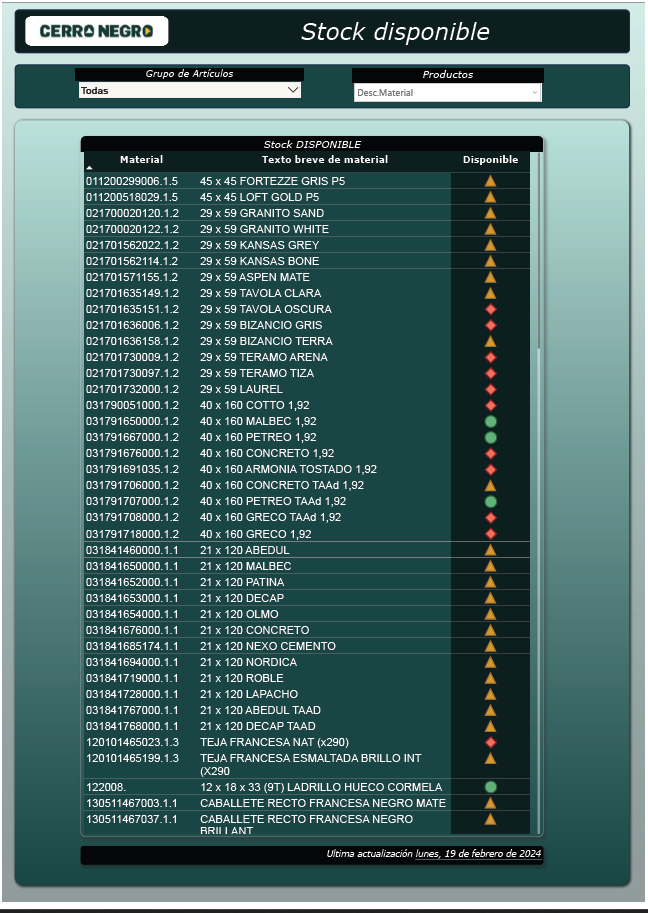 CERRO NEGRO
Stock disponible
Grupo de Artículos
Productos
Todas
Desc.Material
Stock DISPONIBLE
Material Texto breve de material Disponible
011200299006.1.5 45 x 45 FORTEZZE GRIS P5
011200518029.1.5 45 x 45 LOFT GOLD P5
021700020120.1.2 29 x 59 GRANITO SAND
021700020122.1.2 29 x 59 GRANITO WHITE
021701562022.1.2 29 x 59 KANSAS GREY
021701562114.1.2 29 x 59 KANSAS BONE
021701571155.1.2 29 x 59 ASPEN MATE
021701635149.1.2 29 x 59 TAVOLA CLARA
021701635151.1.2 29 x 59 TAVOLA OSCURA
021701636006.1.2 29 x 59 BIZANCIO GRIS
021701636158.1.2 29 x 59 BIZANCIO TERRA
021701730009.1.2 29 x 59 TERAMO ARENA
021701730097.1.2 29 x 59 TERAMO TIZA
021701732000.1.2 29 x 59 LAUREL
031790051000.1.2 40 x 160 COTTO 1,92
031791650000.1.2 40 x 160 MALBEC 1,92
031791667000.1.2 40 x 160 PETREO 1,92
031791676000.1.2 40 x 160 CONCRETO 1,92
031791691035.1.2 40 x 160 ARMONIA TOSTADO 1,92
031791706000.1.2 40 x 160 CONCRETO TAAd 1,92
031791707000.1.2 40 x 160 PETREO TAAd 1,92
031791708000.1.2 40 x 160 GRECO TAAd 1,92
031791718000.1.2 40 x 160 GRECO 1,92
031841460000.1.1 21 x 120 ABEDUL
031841650000.1.1 21 x 120 MALBEC
031841652000.1.1 21 x 120 PATINA
031841653000.1.1 21 x 120 DECAP
031841654000.1.1 21 x 120 OLMO
031841676000.1.1 21 x 120 CONCRETO
031841685174.1.1 21 x 120 NEXO CEMENTO
031841694000.1.1 21 x 120 NORDICA
031841719000.1.1 21 x 120 ROBLE
031841728000.1.1 21 x 120 LAPACHO
031841767000.1.1 21 x 120 ABEDUL TAAD
031841768000.1.1 21 x 120 DECAP TAAD
120101465023.1.3 TEJA FRANCESA NAT (x290)
120101465199.1.3 TEJA FRANCESA ESMALTADA BRILLO INT
(X290
122008. 12 x 18 x 33 (9T) LADRILLO HUECO CORMELA
130511467003.1.1 CABALLETE RECTO FRANCESA NEGRO MATE
130511467037.1.1 CABALLETE RECTO FRANCESA NEGRO
BRILLANT
Ultima actualización lunes, 19 de febrero de 2024